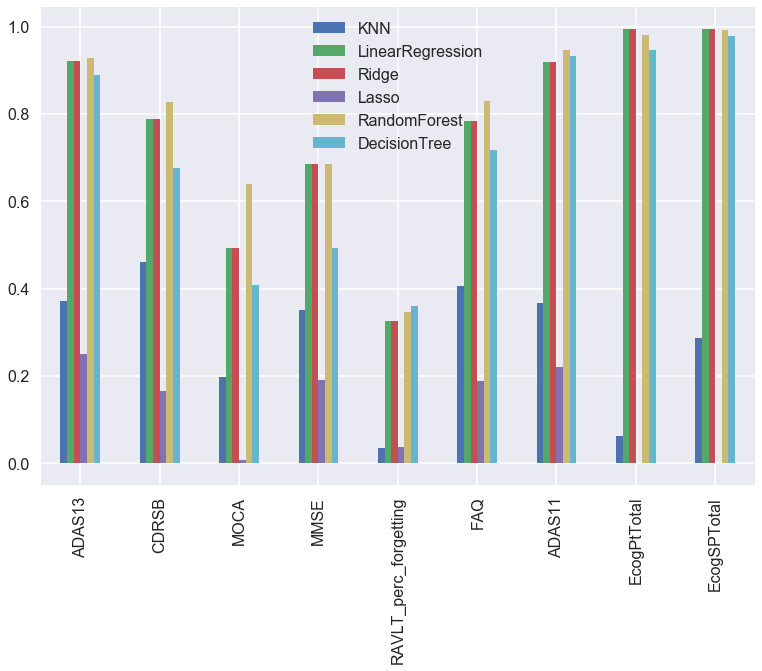 1.0
0.8
0.6
0.4
0.2
0.0
KNN
LinearRegression
Ridge
Lasso
RandomForest
DecisionTree
ADAS13
CDRSB
MOCA
MMSE
RAVLT_perc_forgetting
FAQ
ADAS11
EcogPtTotal
EcogSPTotal